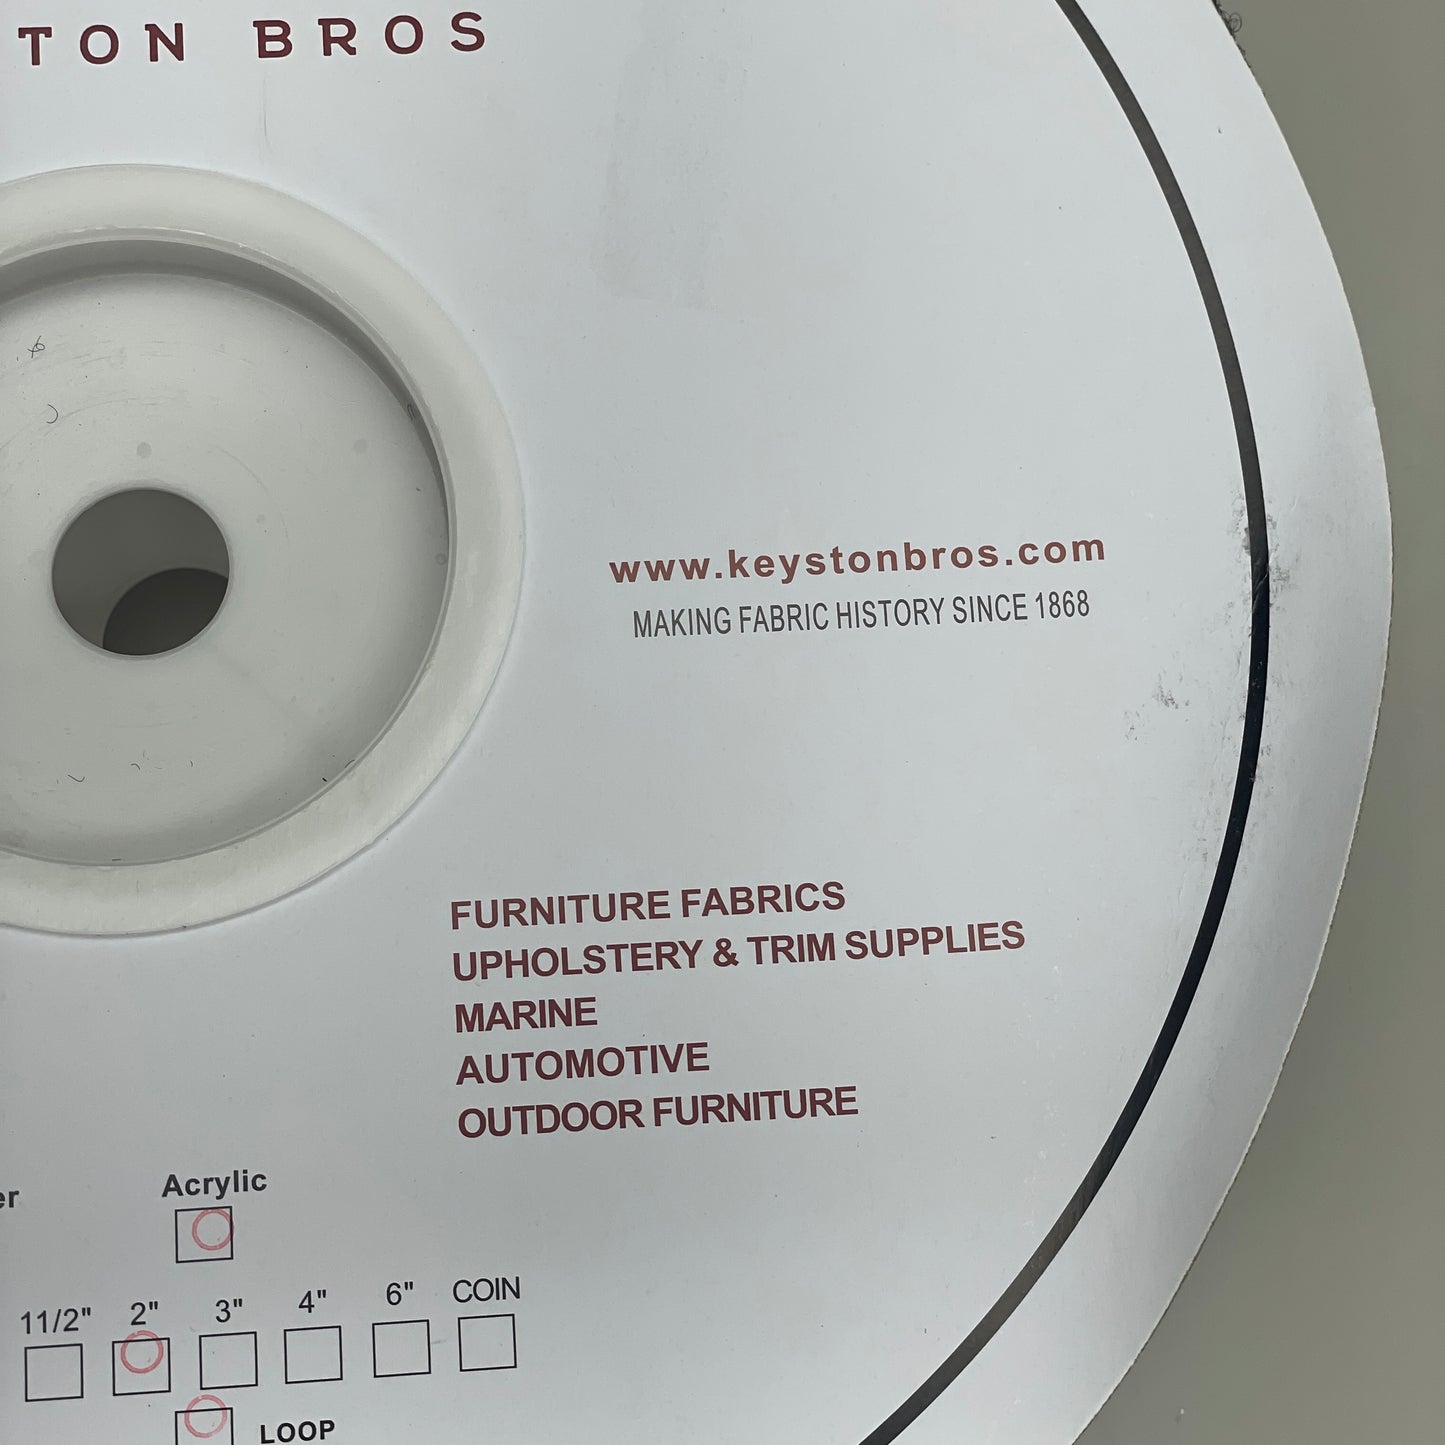 TON BROS
www.keystonbros.com
MAKING FABRIC HISTORY SINCE 1868
FURNITURE FABRICS
UPHOLSTERY & TRIM SUPPLIES
MARINE
AUTOMOTIVE
OUTDOOR FURNITURE
er Acrylic
11/2" 2" 3" 4" 6" COIN
LOOP